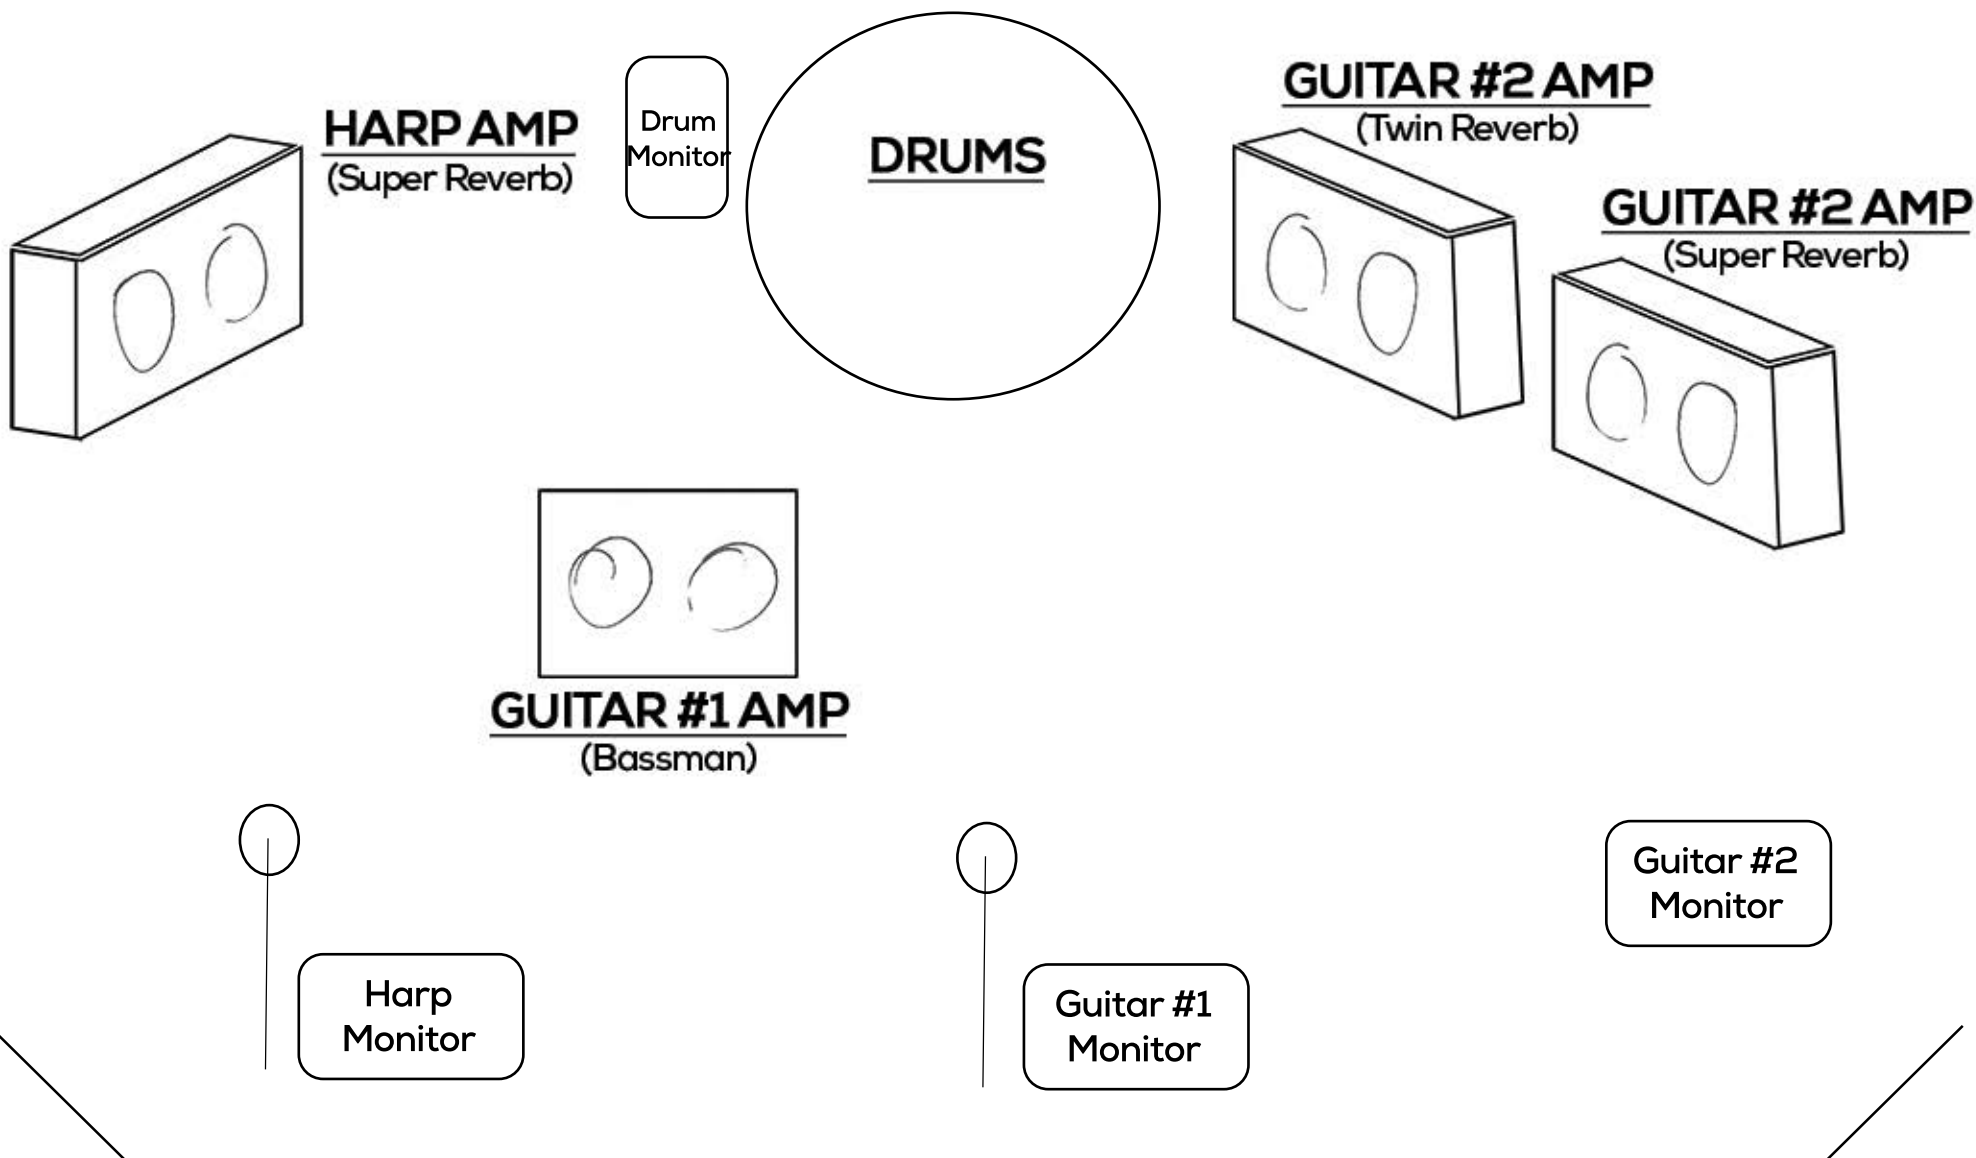 GUITAR #2 AMP
(Twin Reverb)
HARP AMP
(Super Reverb)
Drum
Monitor
DRUMS
GUITAR #2 AMP
(Super Reverb)
GUITAR #1 AMP
(Bassman)
Guitar #2
Monitor
Harp
Monitor
Guitar #1
Monitor